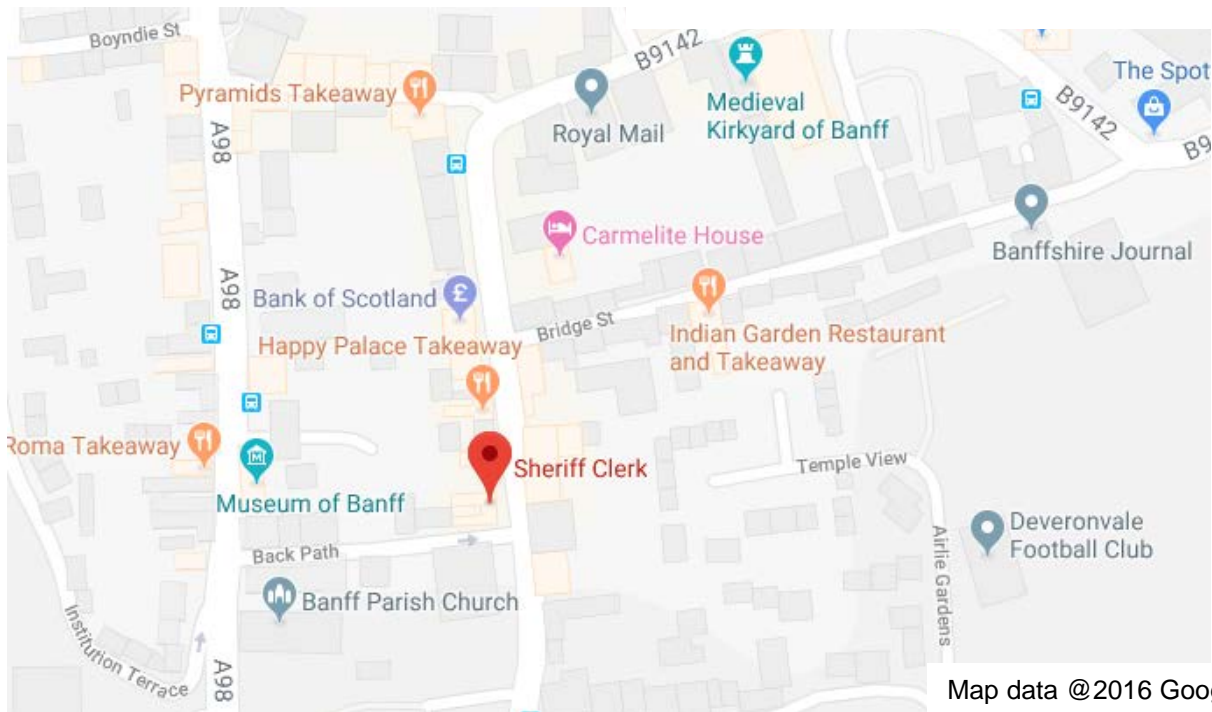 Boyndie St
B9142
The Spot
Pyramids Takeaway
Medieval
Kirkyard of Banff
B9142
A98
Royal Mail
B9
Carmelite House
Banffshire Journal
A98
Bank of Scotland
£
Bridge St
Indian Garden Restaurant
and Takeaway
Happy Palace Takeaway
Roma Takeaway
M
Sheriff Clerk
Temple View
Museum of Banff
Deveronvale
Football Club
Back Path
Airlie Gardens
Banff Parish Church
Institution Terrace
A98
Map data @2016 Goo